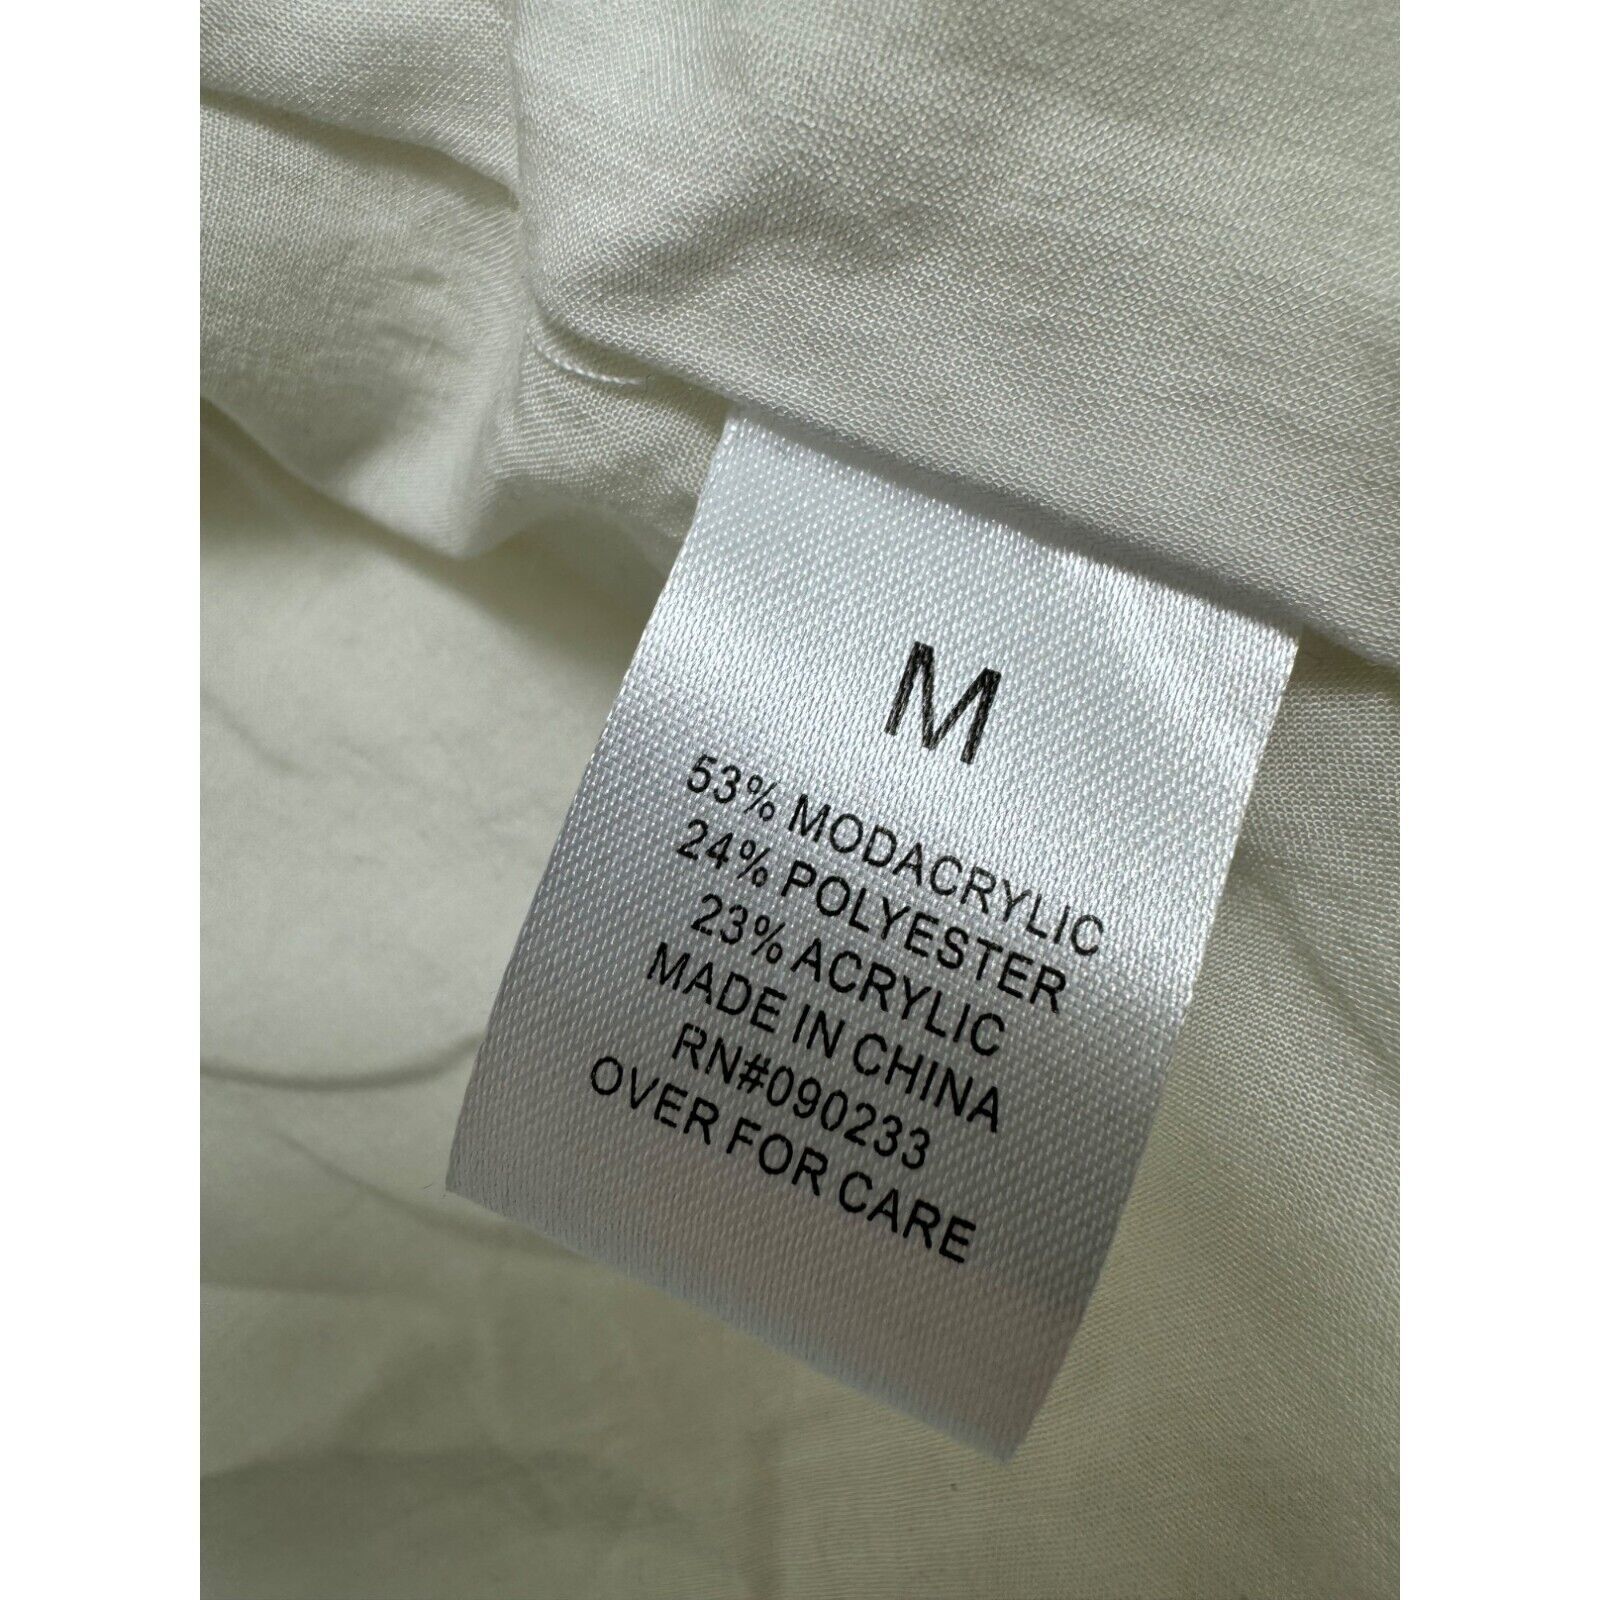 M
53% MODACRYLIC
24% POLYESTER
23% ACRYLIC
MADE IN CHINA
RN#090233
OVER FOR CARE